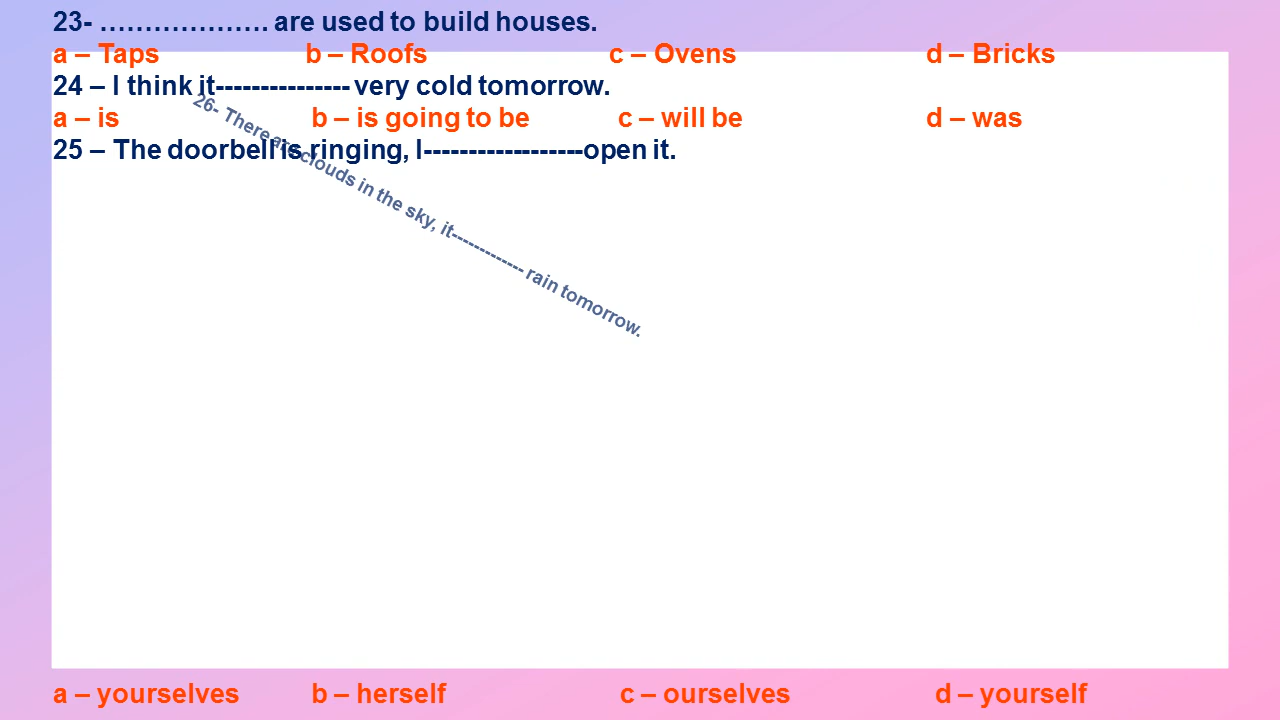 23- ………………. are used to build houses.
a – Taps b – Roofs c – Ovens d – Bricks
24 – I think it--------------- very cold tomorrow.
a – is b – is going to be c – will be d – was
25 – The doorbell is ringing, I------------------open it.
26- There are clouds in the sky, it------------ rain tomorrow.
a – yourselves b – herself c – ourselves d – yourself